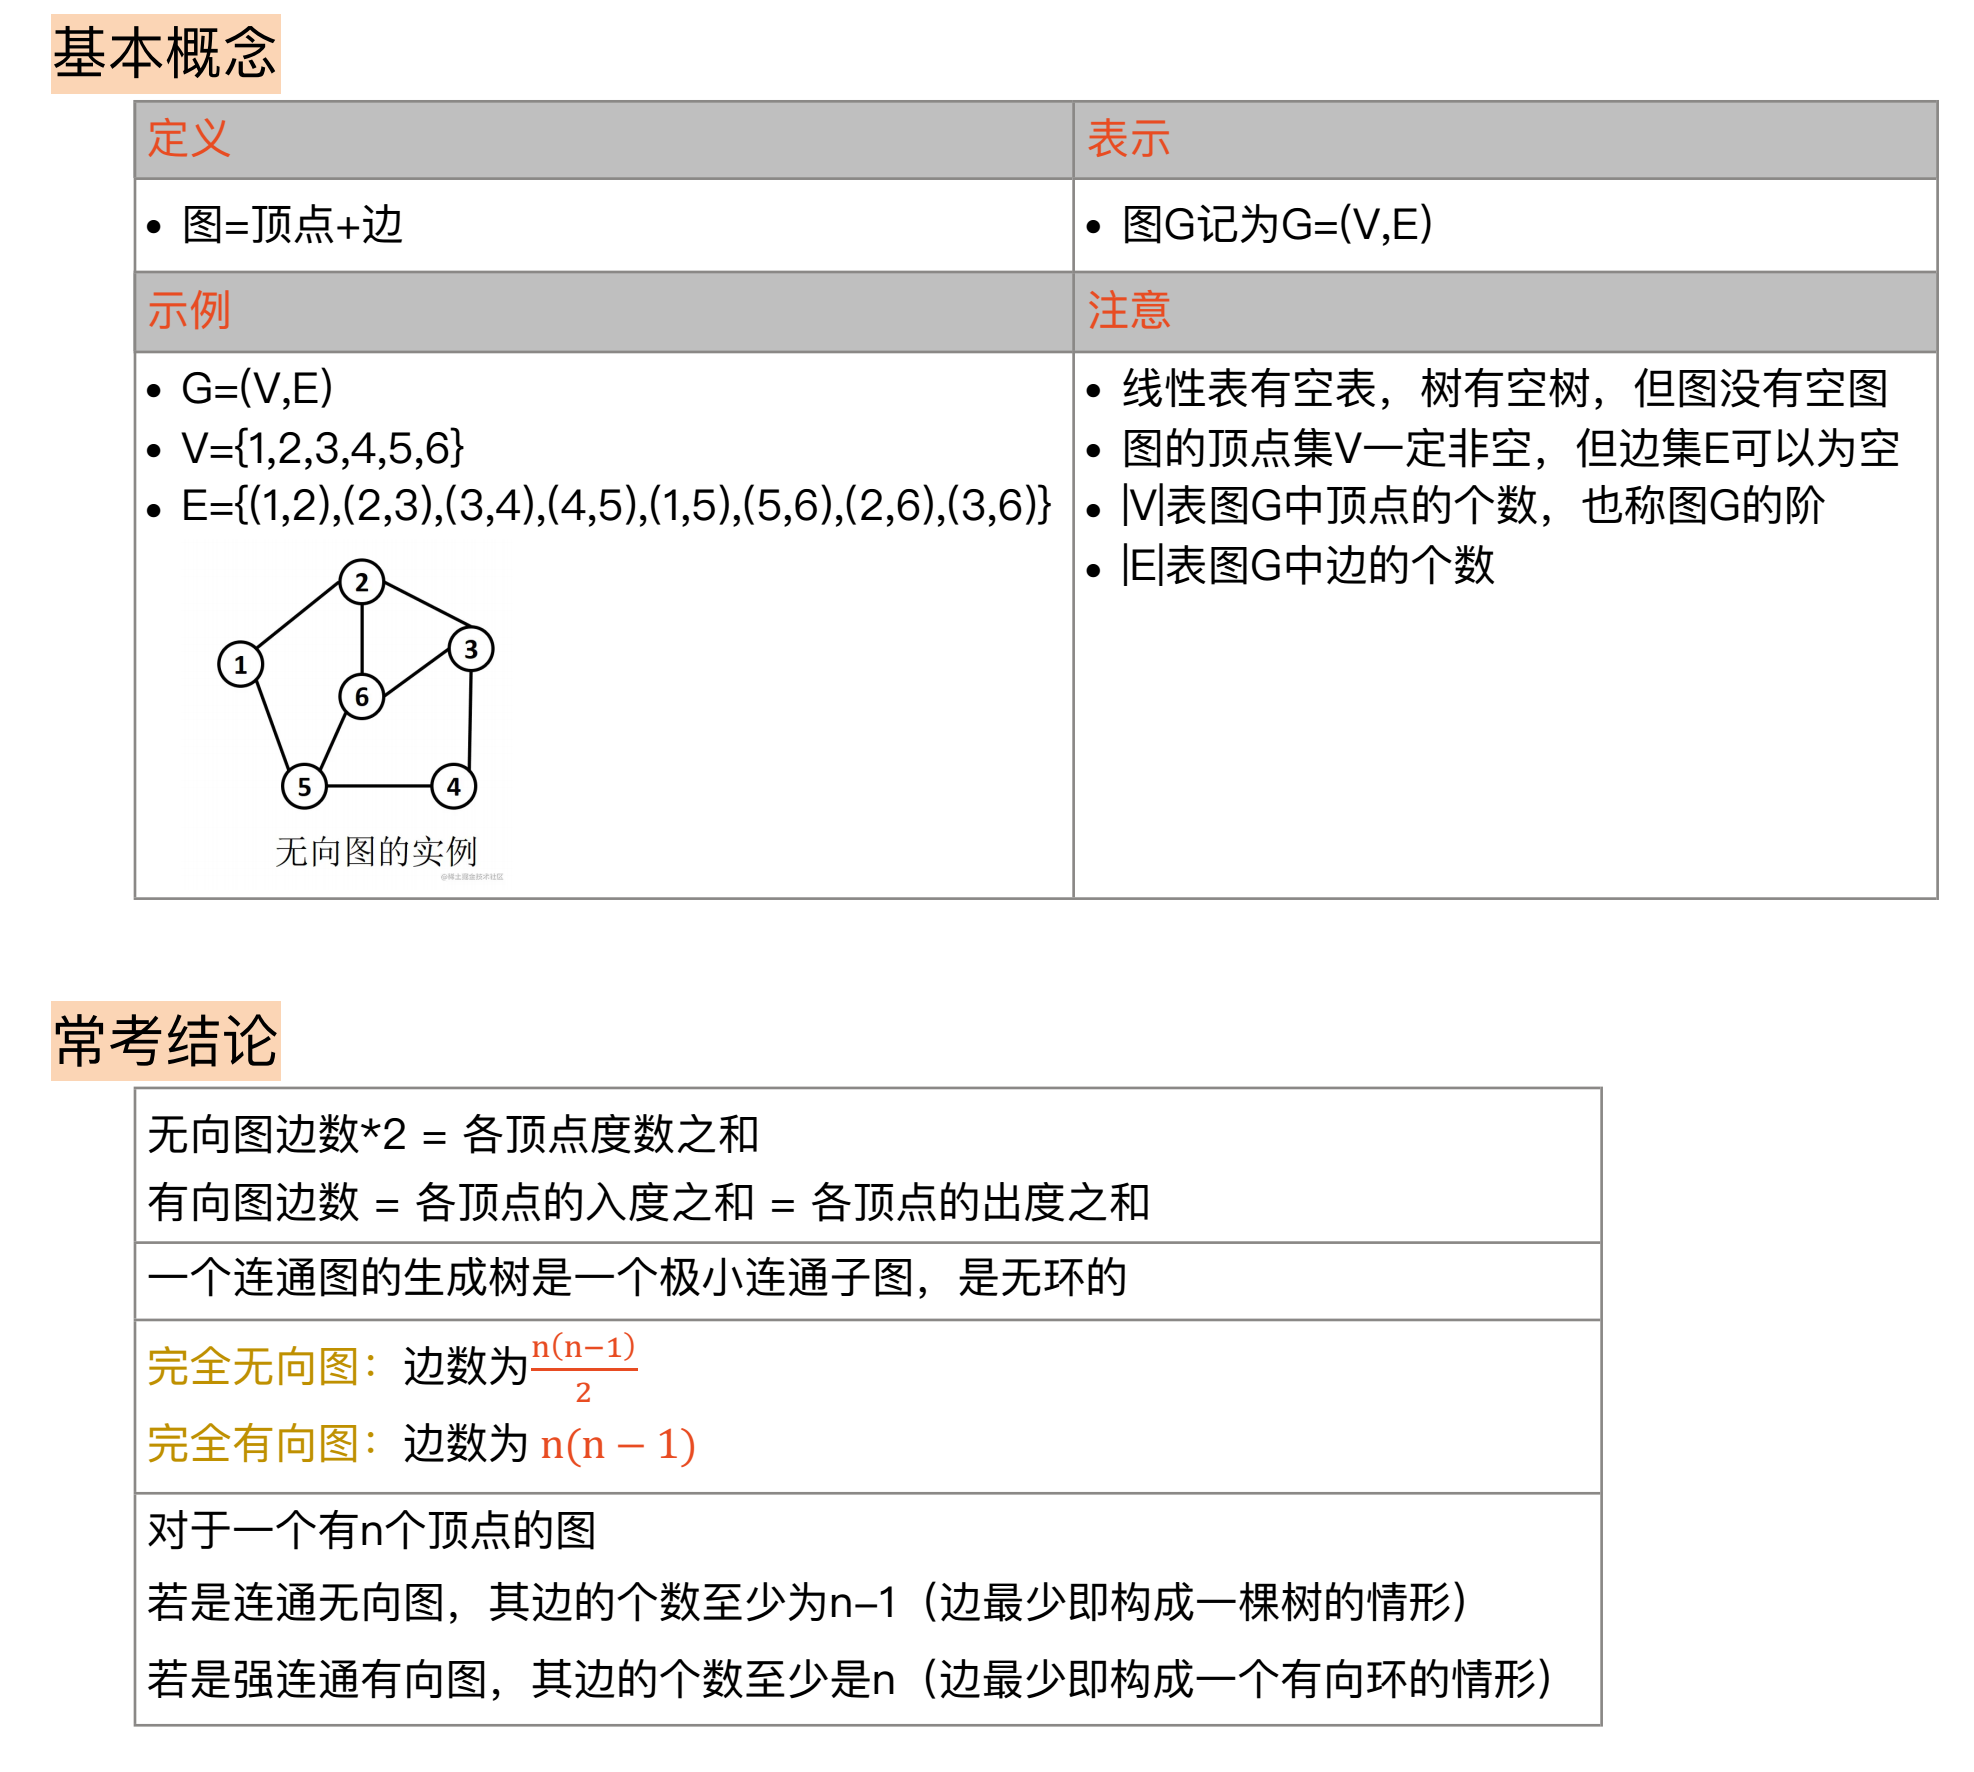 基本概念
定义
表示
图=顶点+边
图G记为G=(V,E)
示例
注意
G=(V,E)
V={1,2,3,4,5,6}
E={(1,2),(2,3),(3,4),(4,5),(1,5),(5,6),(2,6),(3,6)}
2
3
1
6
5
4
无向图的实例
@稀土掘金技术社区
线性表有空表，树有空树，但图没有空图
图的顶点集V一定非空，但边集E可以为空
|V|表图G中顶点的个数，也称图G的阶
|E|表图G中边的个数
常考结论
无向图边数*2 = 各顶点度数之和
有向图边数 = 各顶点的入度之和 = 各顶点的出度之和
一个连通图的生成树是一个极小连通子图，是无环的
完全无向图：边数为n(n−1)/2
完全有向图：边数为 n(n − 1)
对于一个有n个顶点的图
若是连通无向图，其边的个数至少为n–1（边最少即构成一棵树的情形）
若是强连通有向图，其边的个数至少是n（边最少即构成一个有向环的情形）